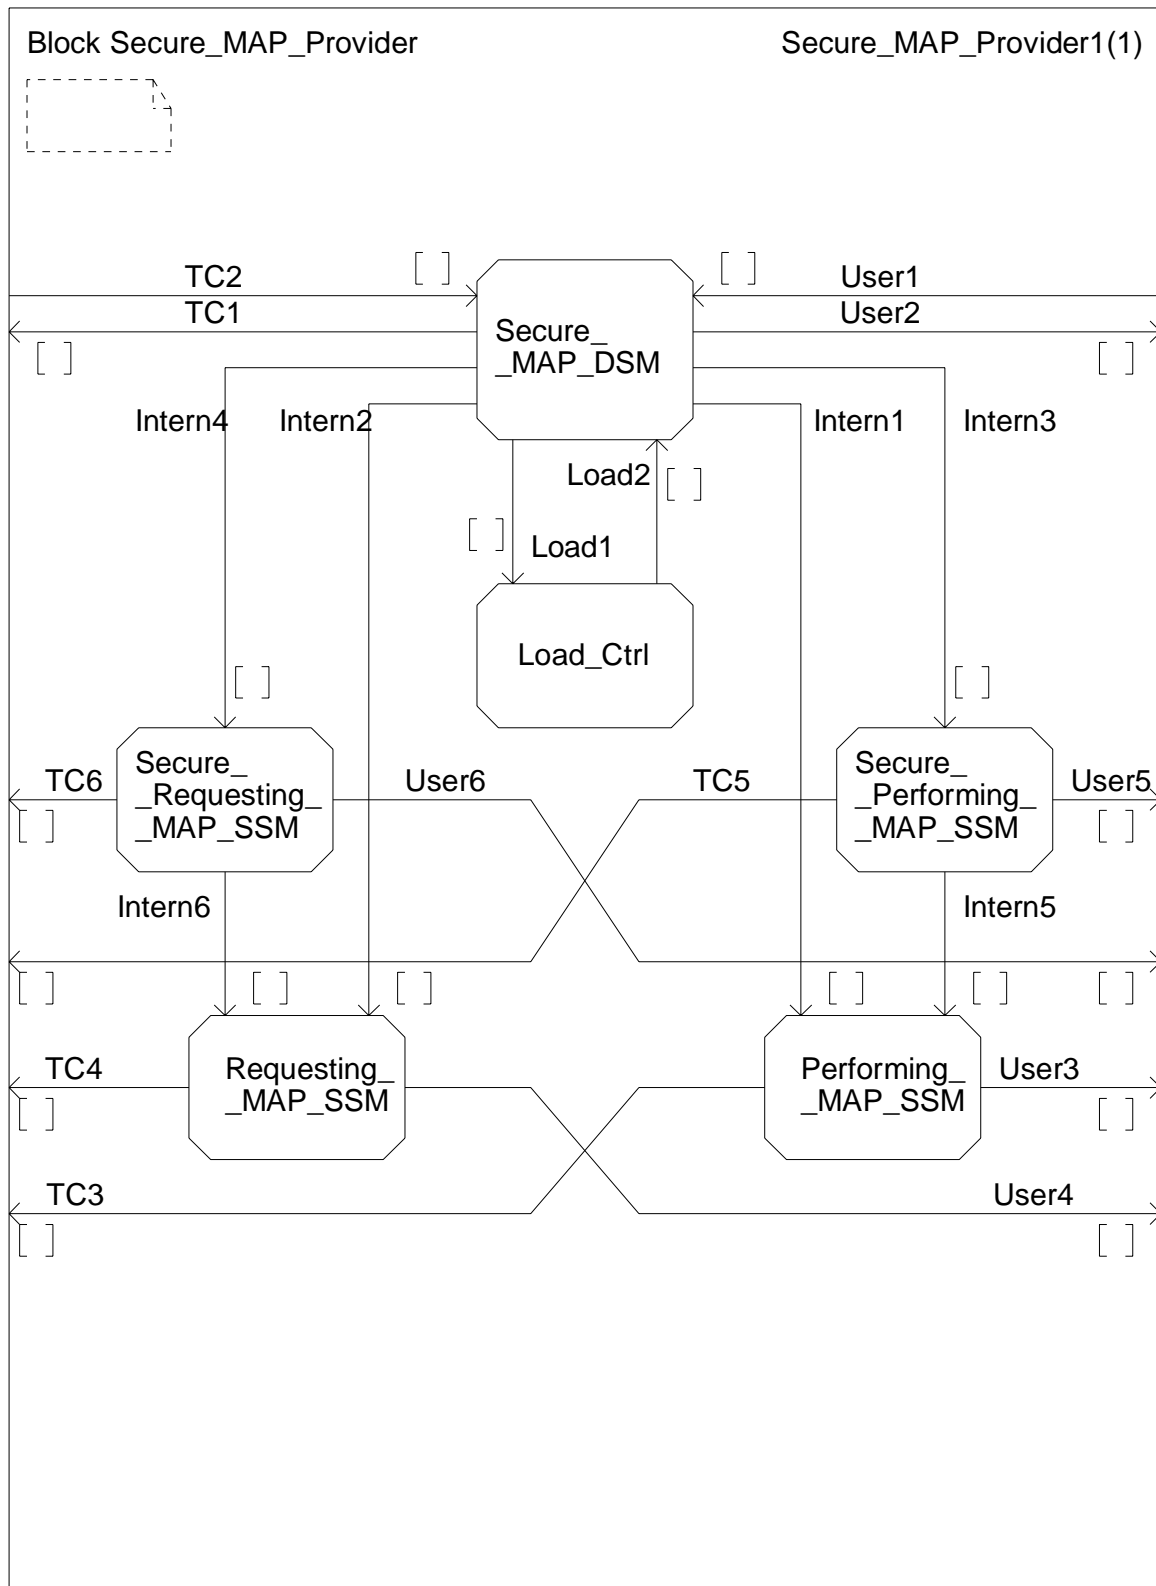 Block Secure_MAP_Provider
Secure_MAP_Provider1(1)
[ ]
[ ]
TC2
User1
TC1
User2
Secure_
_MAP_DSM
[ ]
[ ]
Intern4
Intern2
Intern1
Intern3
Load2
[ ]
[ ]
Load1
Load_Ctrl
[ ]
[ ]
Secure_
_Requesting_
_MAP_SSM
Secure_
_Performing_
_MAP_SSM
TC6
User6
TC5
User5
[ ]
[ ]
Intern6
Intern5
[ ]
[ ]
[ ]
[ ]
[ ]
[ ]
TC4
Requesting_
_MAP_SSM
Performing_
_MAP_SSM
User3
[ ]
[ ]
TC3
User4
[ ]
[ ]